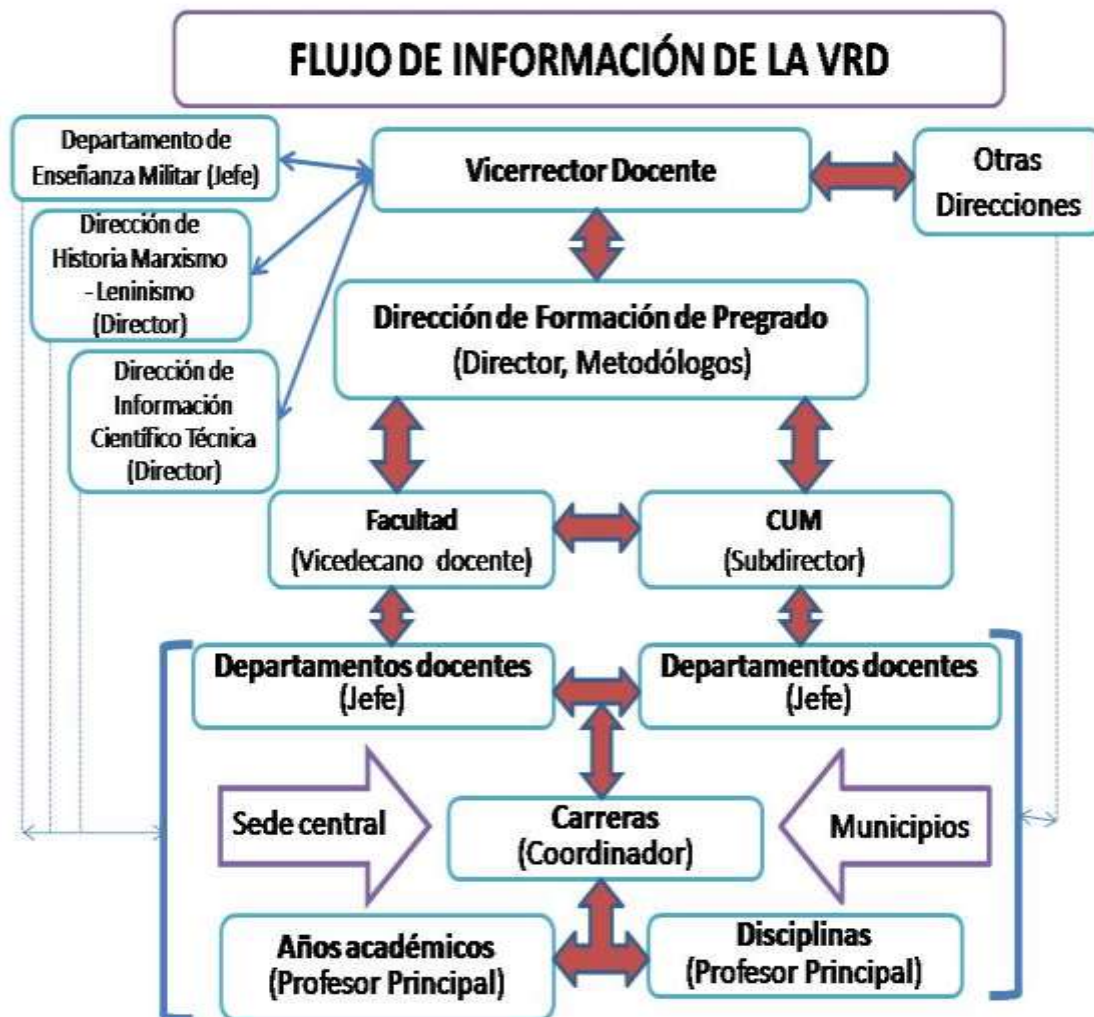 FLUJO DE INFORMACIÓN DE LA VRD
Departamento de
Enseñanza Militar (Jefe)
Vicerrector Docente
Otras
Direcciones
Dirección de
Historia Marxismo
- Leninismo
(Director)
Dirección de Formación de Pregrado
(Director, Metodólogos)
Dirección de
Información
Científico Técnica
(Director)
Facultad
(Vicedecano docente)
CUM
(Subdirector)
Departamentos docentes
(Jefe)
Departamentos docentes
(Jefe)
Sede central
Carreras
(Coordinador)
Municipios
Años académicos
(Profesor Principal)
Disciplinas
(Profesor Principal)